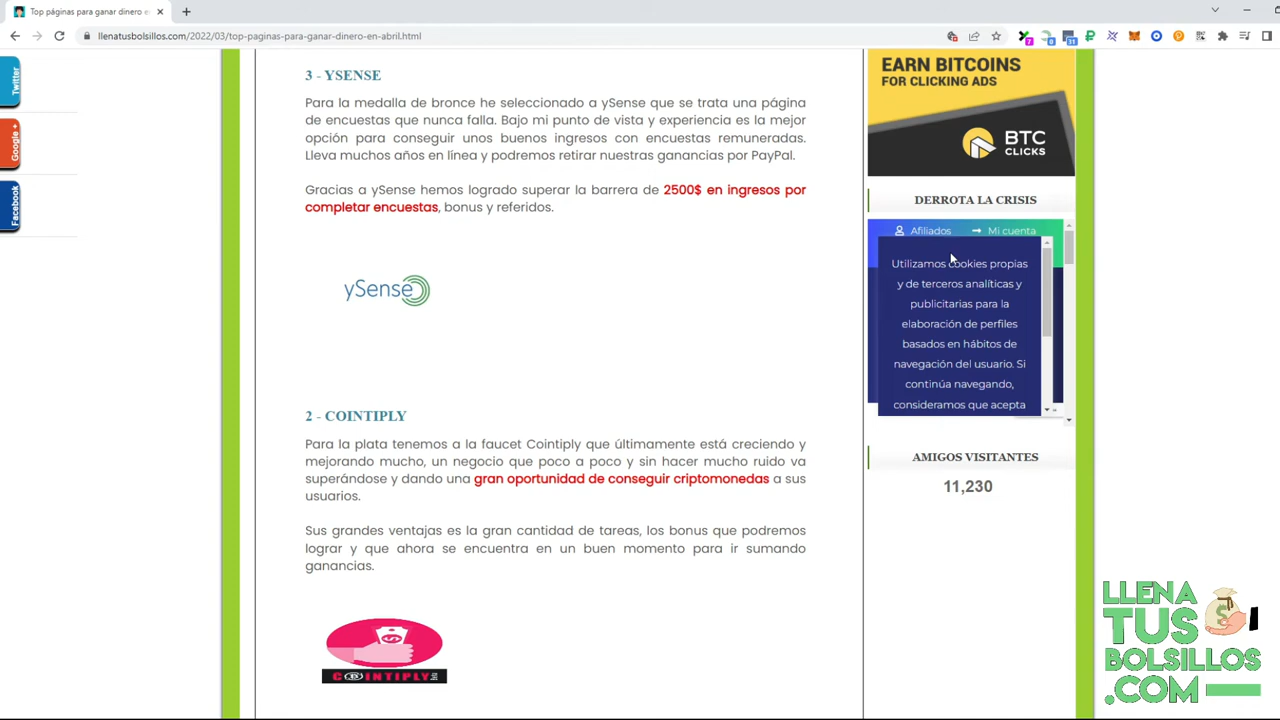 Top páginas para ganar dinero e
llenatusbolsillos.com/2022/03/top-paginas-para-ganar-dinero-en-abril.html
7
8
31
Twitter
Google +
Facebook
3 - YSENSE
Para la medalla de bronce he seleccionado a ySense que se trata una página
de encuestas que nunca falla. Bajo mi punto de vista y experiencia es la mejor
opción para conseguir unos buenos ingresos con encuestas remuneradas.
Lleva muchos años en línea y podremos retirar nuestras ganancias por PayPal.
Gracias a ySense hemos logrado superar la barrera de 2500$ en ingresos por
completar encuestas, bonus y referidos.
ySense
2 - COINTIPLY
Para la plata tenemos a la faucet Cointiply que últimamente está creciendo y
mejorando mucho, un negocio que poco a poco y sin hacer mucho ruido va
superándose y dando una gran oportunidad de conseguir criptomonedas a sus
usuarios.
Sus grandes ventajas es la gran cantidad de tareas, los bonus que podremos
lograr y que ahora se encuentra en un buen momento para ir sumando
ganancias.
COINTIPLY
EARN BITCOINS
FOR CLICKING ADS
BTC
CLICKS
DERROTA LA CRISIS
Afiliados
Mi cuenta
Utilizamos cookies propias
y de terceros analíticas y
publicitarias para la
elaboración de perfiles
basados en hábitos de
navegación del usuario. Si
continúa navegando,
consideramos que acepta
AMIGOS VISITANTES
11,230
LLENA
TUS
BOLSILLOS
.COM